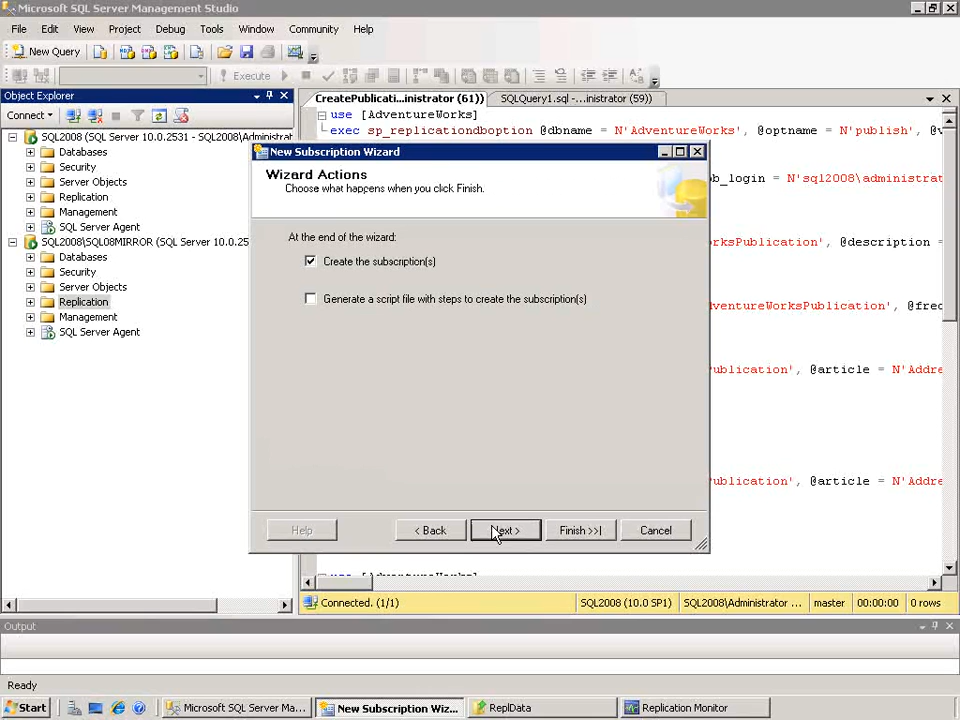 Microsoft SQL Server Management Studio
File Edit View Project Debug Tools Window Community Help
New Query
Execute
Object Explorer
CreatePublicati...inistrator (61))
SQLQuery1.sql -...inistrator (59))
Connect
use [AdventureWorks]
exec sp_replicationdboption @dbname = N'AdventureWorks', @optname = N'publish', @v
SQL2008 (SQL Server 10.0.2531 - SQL2008\Administrat
Databases
Security
Server Objects
Replication
Management
SQL Server Agent
SQL2008\SQL08MIRROR (SQL Server 10.0.25
Databases
Security
Server Objects
Replication
Management
SQL Server Agent
New Subscription Wizard
Wizard Actions
Choose what happens when you click Finish.
At the end of the wizard:
Create the subscription(s)
Generate a script file with steps to create the subscription(s)
Help
< Back
Next >
Finish >>|
Cancel
ob_login = N'sql2008\administrat
rksPublication', @description =
ventureWorksPublication', @freq
ublication', @article = N'Addre
ublication', @article = N'Addre
use [AdventureWorks]
Connected. (1/1)
SQL2008 (10.0 SP1)
SQL2008\Administrator ...
master
00:00:00
0 rows
Output
Ready
Start
Microsoft SQL Server Ma...
New Subscription Wiz...
ReplData
Replication Monitor